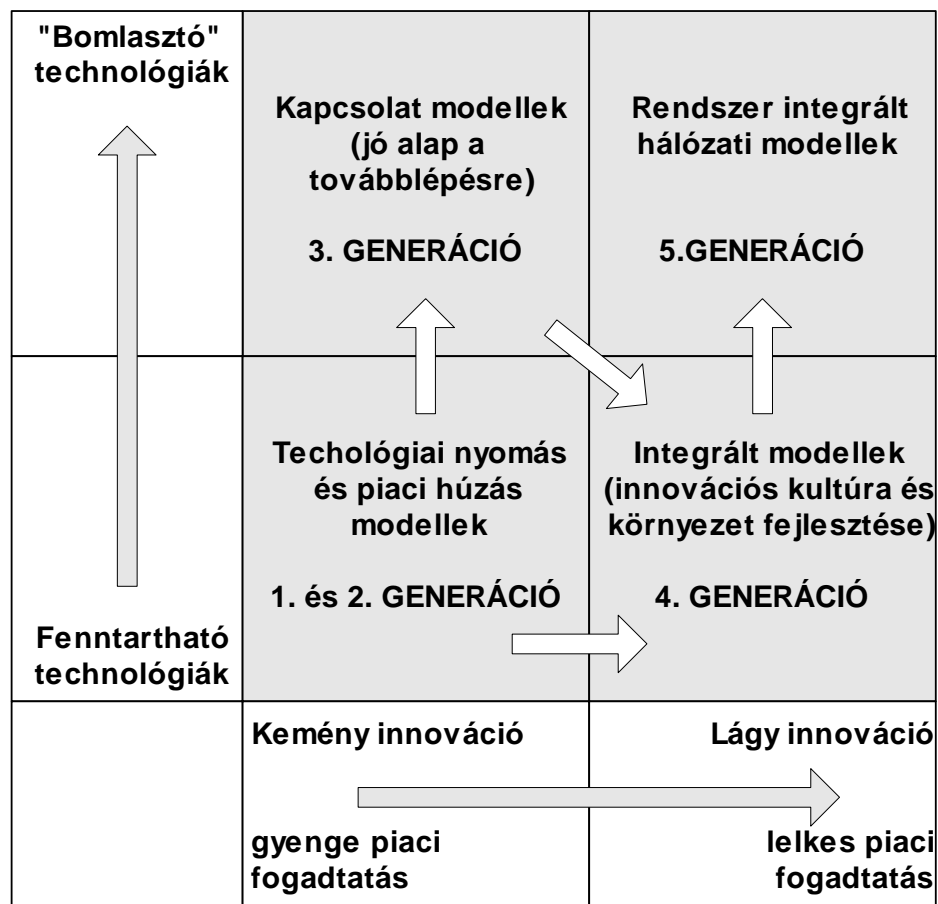 "Bomlasztó"
technológiák
Kapcsolat modellek
(jó alap a
továbblépésre)
3. GENERÁCIÓ
Rendszer integrált
hálózati modellek
5.GENERÁCIÓ
Techológiai nyomás
és piaci húzás
modellek
1. és 2. GENERÁCIÓ
Integrált modellek
(innovációs kultúra és
környezet fejlesztése)
4. GENERÁCIÓ
Fenntartható
technológiák
Kemény innováció
Lágy innováció
gyenge piaci
fogadtatás
lelkes piaci
fogadtatás